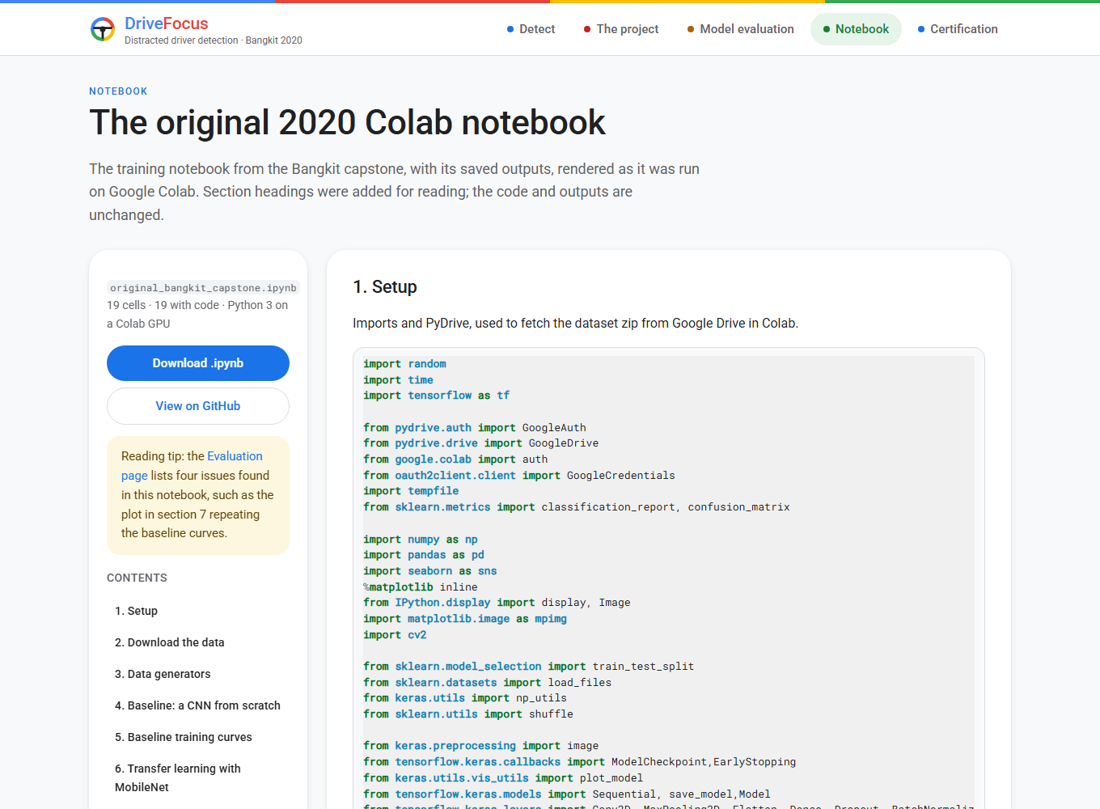 DriveFocus
Distracted driver detection · Bangkit 2020
Detect
The project
Model evaluation
Notebook
Certification
NOTEBOOK
The original 2020 Colab notebook
The training notebook from the Bangkit capstone, with its saved outputs, rendered as it was run
on Google Colab. Section headings were added for reading; the code and outputs are
unchanged.
original_bangkit_capstone.ipynb
19 cells · 19 with code · Python 3 on
a Colab GPU
Download .ipynb
View on GitHub
Reading tip: the Evaluation
page lists four issues found
in this notebook, such as the
plot in section 7 repeating
the baseline curves.
CONTENTS
1. Setup
2. Download the data
3. Data generators
4. Baseline: a CNN from scratch
5. Baseline training curves
6. Transfer learning with
MobileNet
1. Setup
Imports and PyDrive, used to fetch the dataset zip from Google Drive in Colab.
import random
import time
import tensorflow as tf
from pydrive.auth import GoogleAuth
from pydrive.drive import GoogleDrive
from google.colab import auth
from oauth2client.client import GoogleCredentials
import tempfile
from sklearn.metrics import classification_report, confusion_matrix
import numpy as np
import pandas as pd
import seaborn as sns
%matplotlib inline
from IPython.display import display, Image
import matplotlib.image as mpimg
import cv2
from sklearn.model_selection import train_test_split
from sklearn.datasets import load_files
from keras.utils import np_utils
from sklearn.utils import shuffle
from keras.preprocessing import image
from tensorflow.keras.callbacks import ModelCheckpoint,EarlyStopping
from keras.utils.vis_utils import plot_model
from tensorflow.keras.models import Sequential, save_model,Model